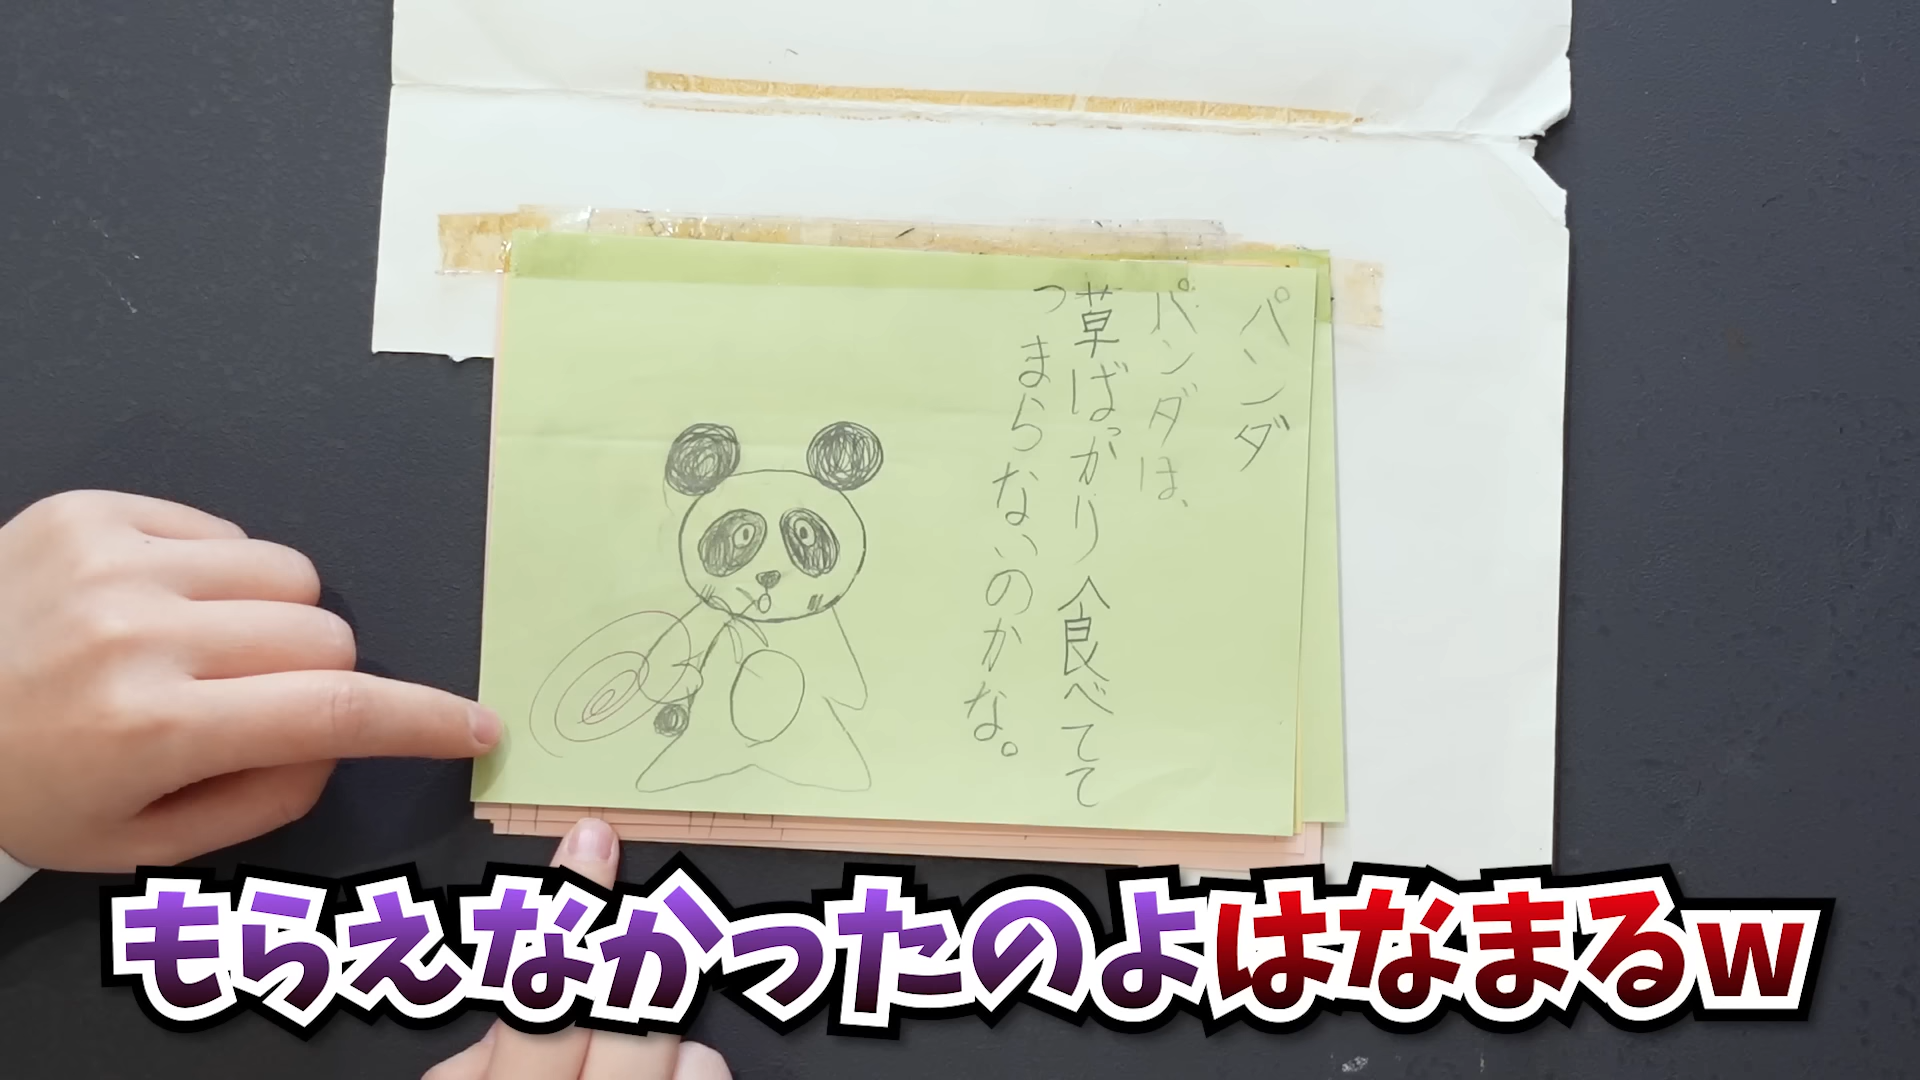 パンダ
パンダは、
草ばっかり食べてて
つまらないのかな。
もらえなかったのよはなまるw